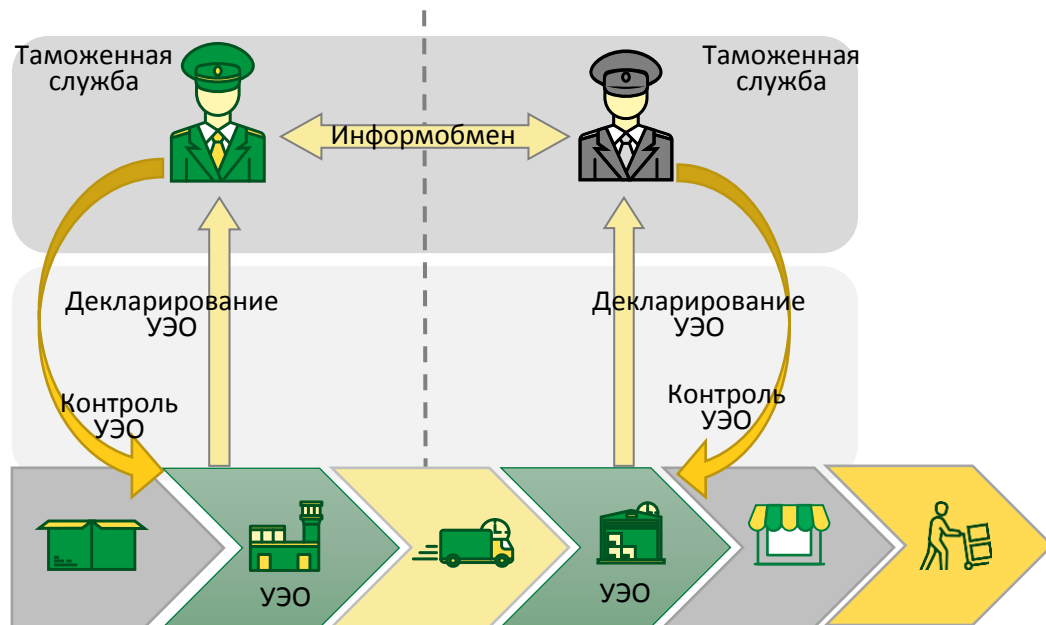 Таможенная
служба
Таможенная
служба
Информобмен
Декларирование
УЭО
Декларирование
УЭО
Контроль
УЭО
Контроль
УЭО
УЭО
УЭО